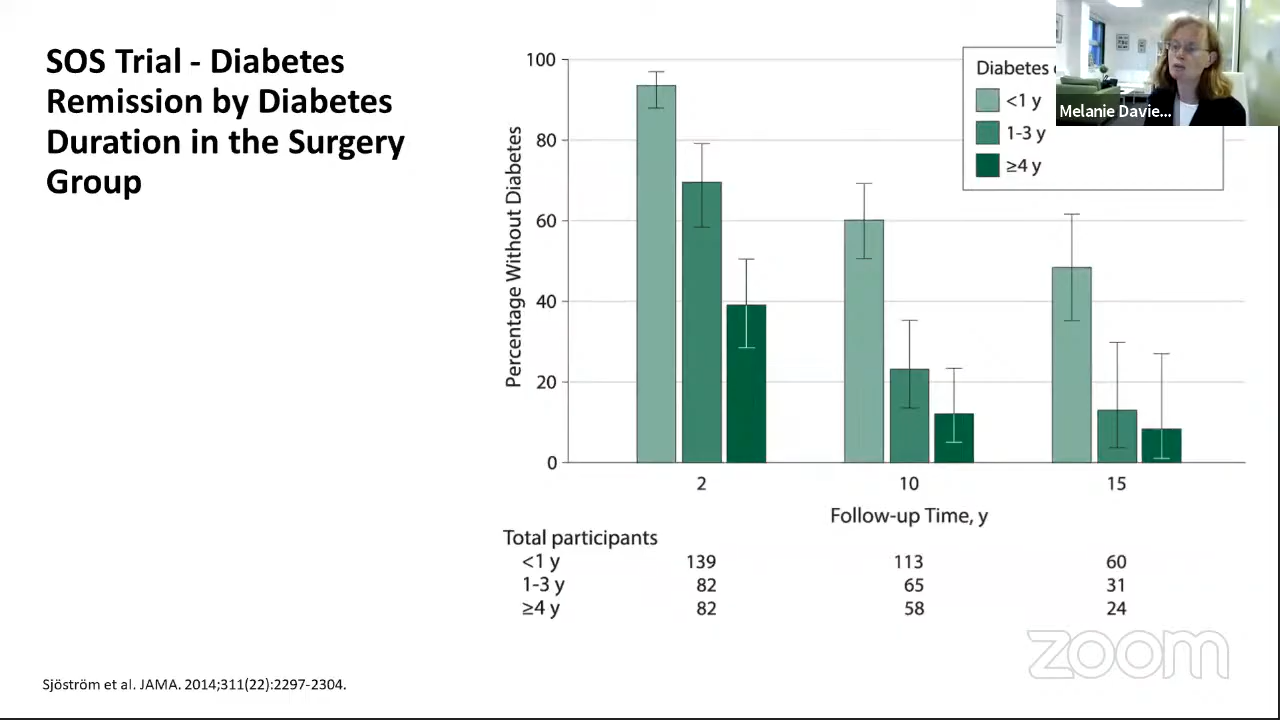 SOS Trial - Diabetes
Remission by Diabetes
Duration in the Surgery
Group
Melanie Davie...
Diabetes
<1 y
1-3 y
≥4 y
Percentage Without Diabetes
100
80
60
40
20
0
2 10 15
Follow-up Time, y
Total participants
<1 y 139 113 60
1-3 y 82 65 31
≥4 y 82 58 24
zoom
Sjöström et al. JAMA. 2014;311(22):2297-2304.